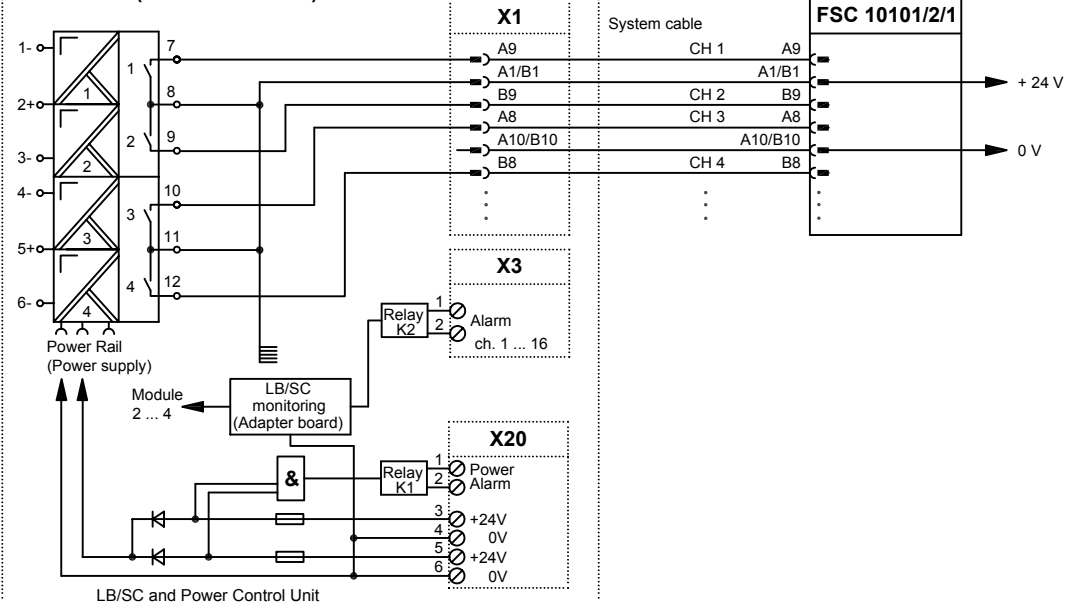 X1
FSC 10101/2/1
System cable
1-
7
A9
CH 1
A9
1
A1/B1
A1/B1
+ 24 V
1
8
2+
B9
CH 2
B9
2
9
A8
CH 3
A8
3-
2
A10/B10
A10/B10
0 V
B8
CH 4
B8
4-
10
3
5+
3
11
X3
4
12
6-
4
Relay
K2
1
2
Alarm
ch. 1 ... 16
Power Rail
(Power supply)
Module
2 ... 4
LB/SC
monitoring
(Adapter board)
X20
&
Relay
K1
1
2
Power
Alarm
3
+24V
4
0V
5
+24V
6
0V
LB/SC and Power Control Unit